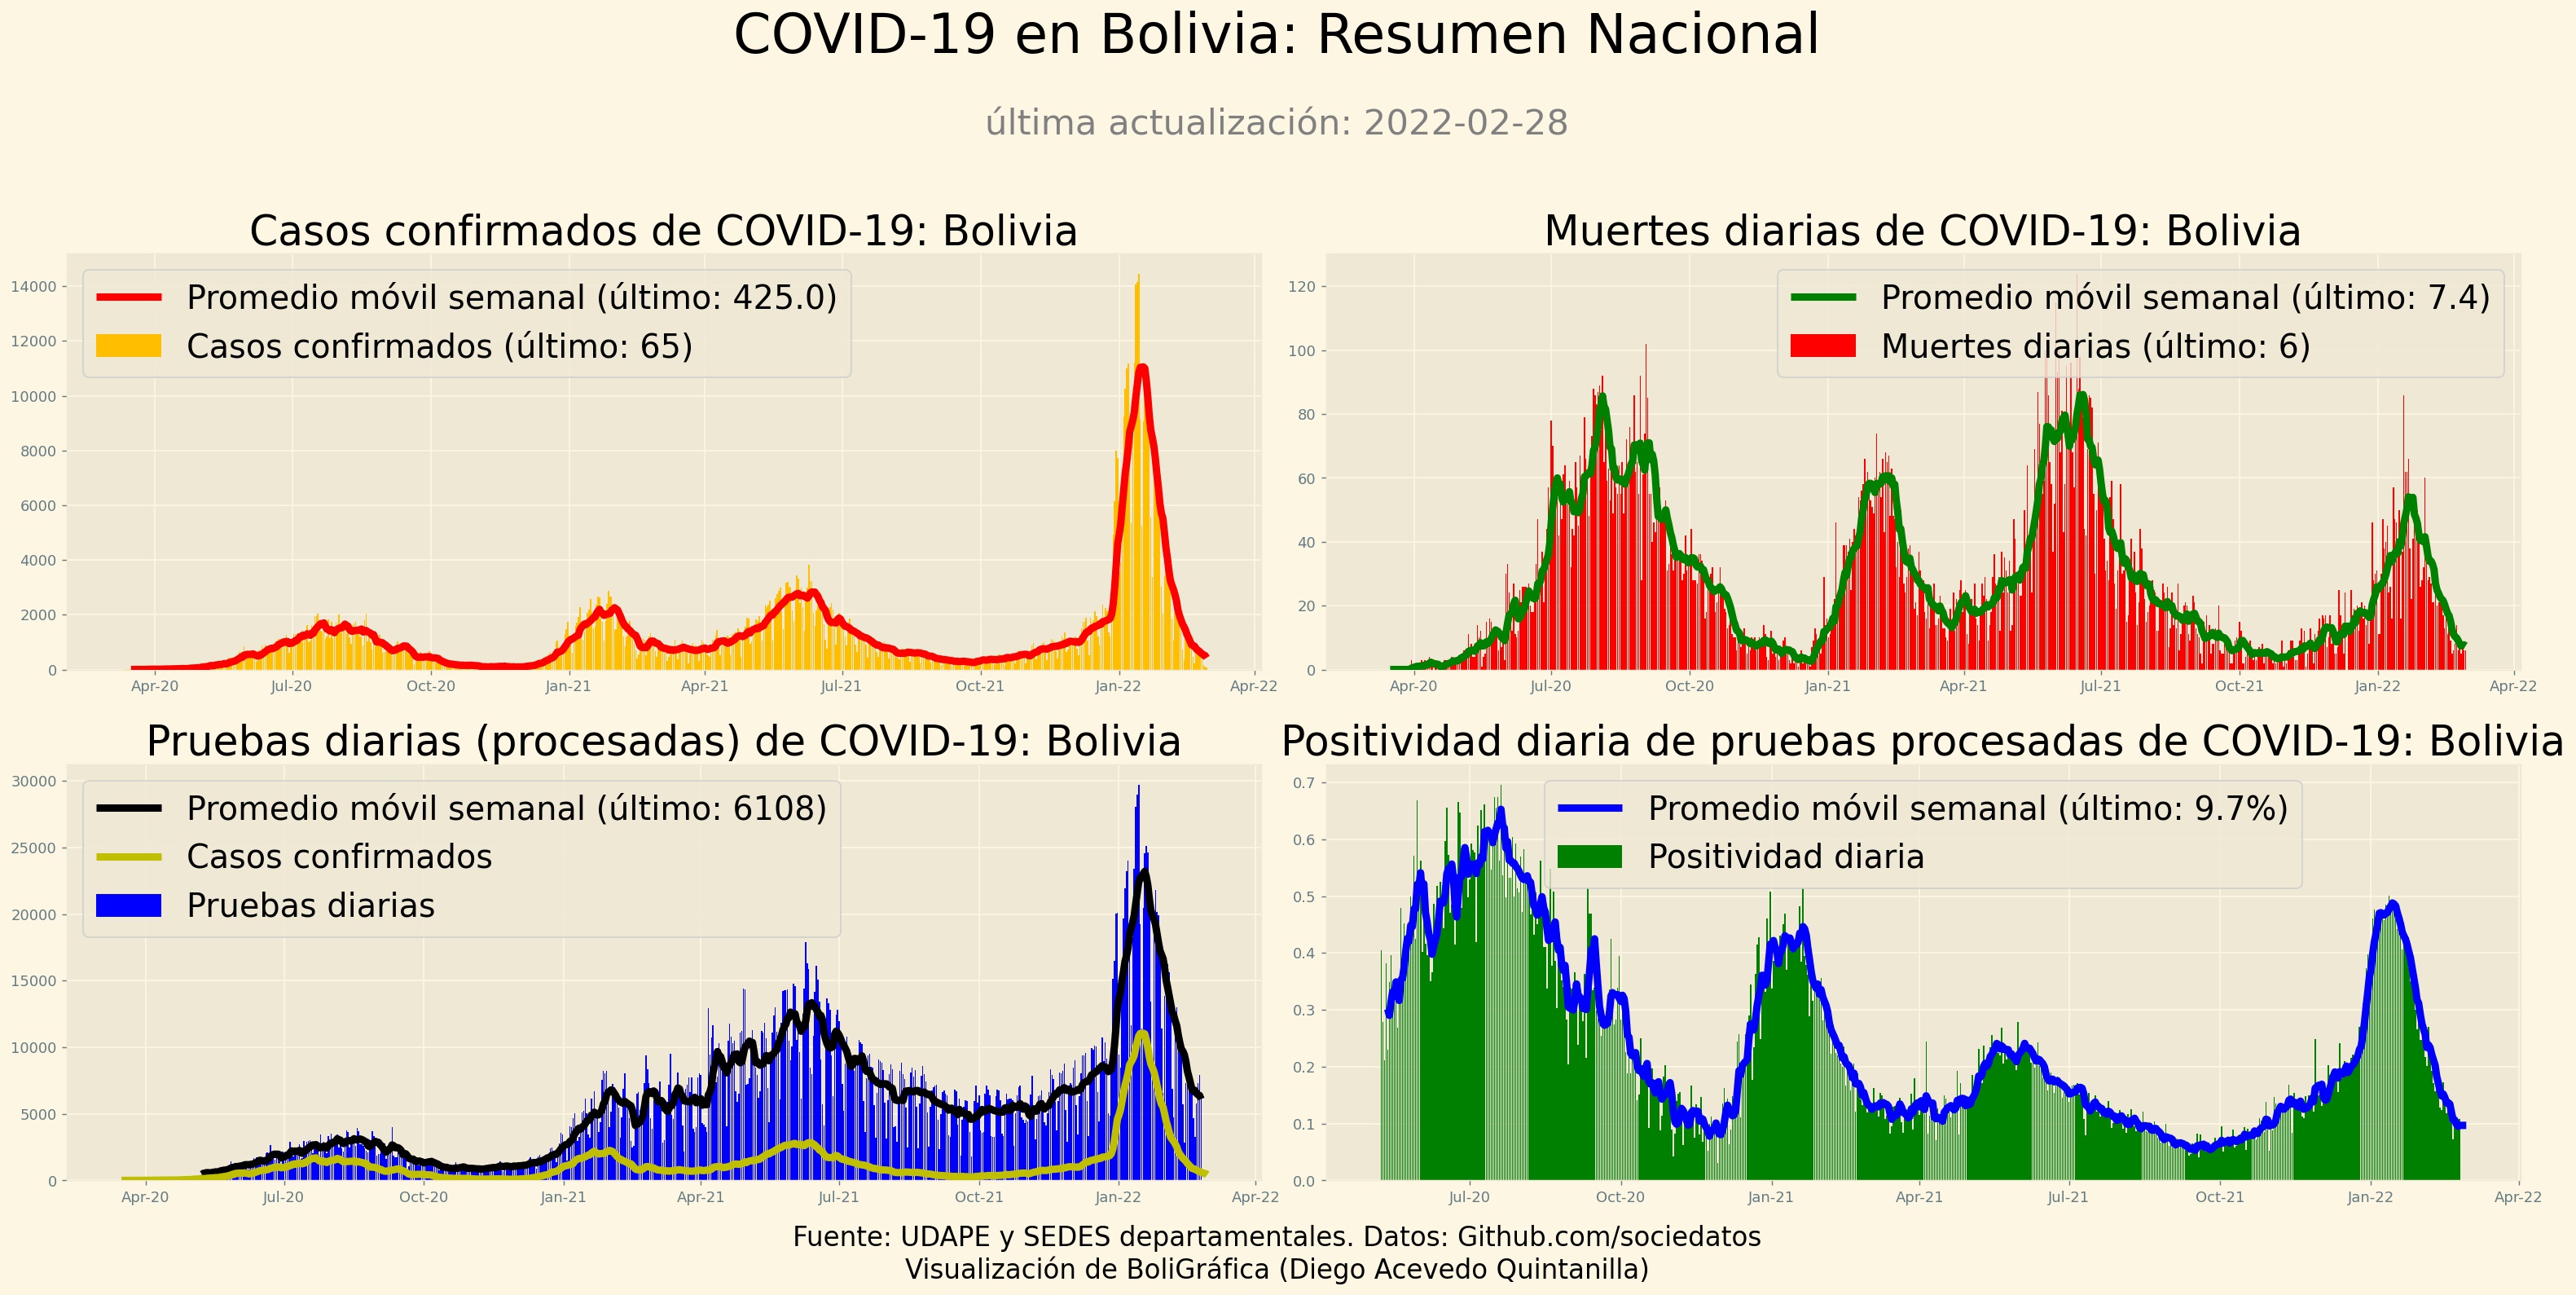 COVID-19 en Bolivia: Resumen Nacional
última actualización: 2022-02-28
Casos confirmados de COVID-19: Bolivia
Promedio móvil semanal (último: 425.0)
Casos confirmados (último: 65)
14000
12000
10000
8000
6000
4000
2000
0
Apr-20 Jul-20 Oct-20 Jan-21 Apr-21 Jul-21 Oct-21 Jan-22 Apr-22
Muertes diarias de COVID-19: Bolivia
Promedio móvil semanal (último: 7.4)
Muertes diarias (último: 6)
120
100
80
60
40
20
0
Apr-20 Jul-20 Oct-20 Jan-21 Apr-21 Jul-21 Oct-21 Jan-22 Apr-22
Pruebas diarias (procesadas) de COVID-19: Bolivia
Promedio móvil semanal (último: 6108)
Casos confirmados
Pruebas diarias
30000
25000
20000
15000
10000
5000
0
Apr-20 Jul-20 Oct-20 Jan-21 Apr-21 Jul-21 Oct-21 Jan-22 Apr-22
Positividad diaria de pruebas procesadas de COVID-19: Bolivia
Promedio móvil semanal (último: 9.7%)
Positividad diaria
0.7
0.6
0.5
0.4
0.3
0.2
0.1
0.0
Jul-20 Oct-20 Jan-21 Apr-21 Jul-21 Oct-21 Jan-22 Apr-22
Fuente: UDAPE y SEDES departamentales. Datos: Github.com/sociedatos
Visualización de BoliGráfica (Diego Acevedo Quintanilla)